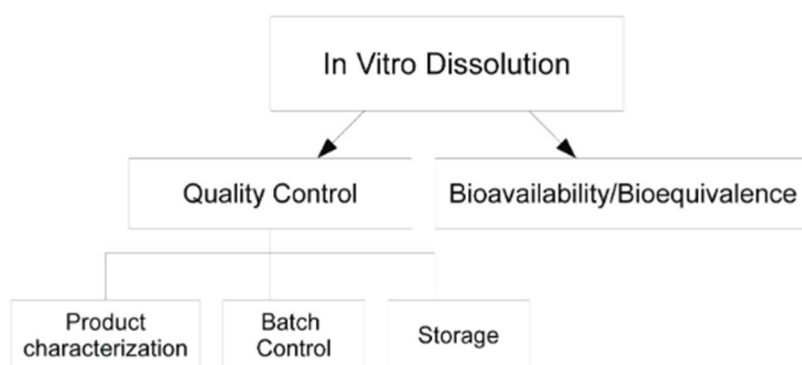 In Vitro Dissolution
Quality Control
Bioavailability/Bioequivalence
Product
characterization
Batch
Control
Storage